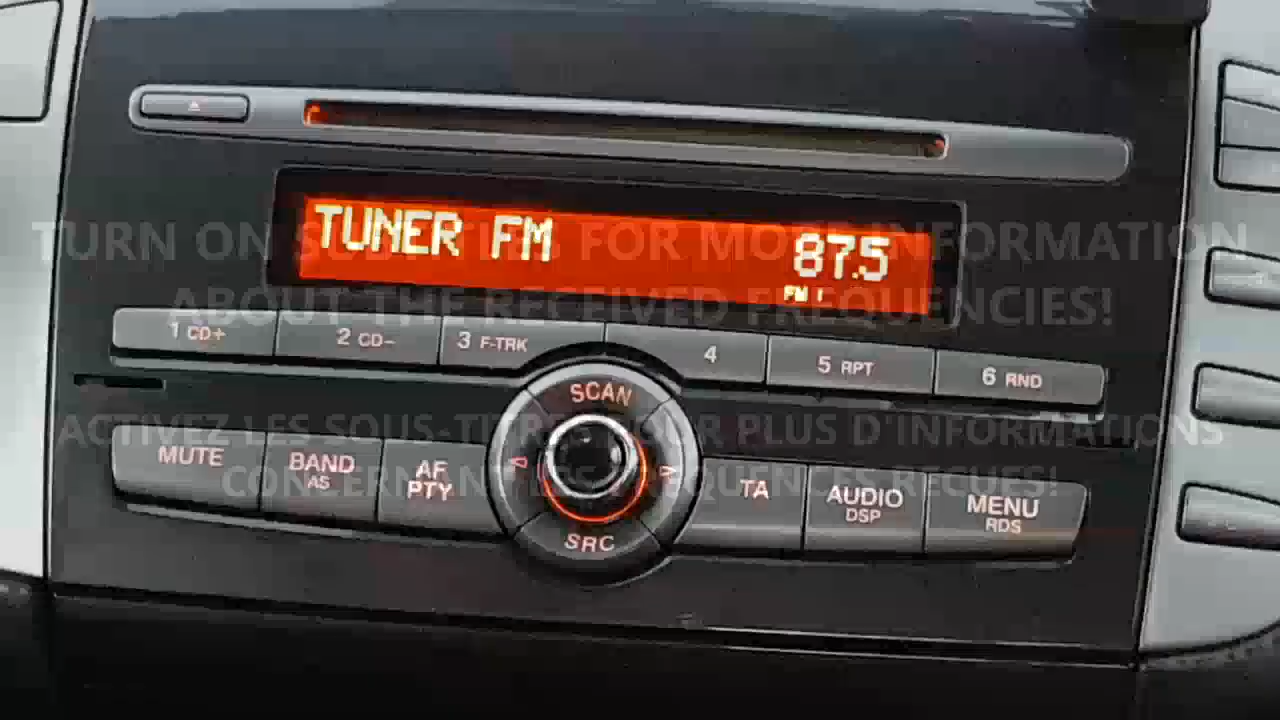 TUNER FM 87.5
FM 1
TURN ON SUBTITLES FOR MORE INFORMATION
ABOUT THE RECEIVED FREQUENCIES!
1 CD+ 2 CD- 3 F-TRK 4 5 RPT 6 RND
SCAN
ACTIVEZ LES SOUS-TITRES POUR PLUS D'INFORMATIONS
CONCERNANT LES FREQUENCES RECUES!
MUTE BAND AS AF PTY TA AUDIO DSP MENU RDS
SRC